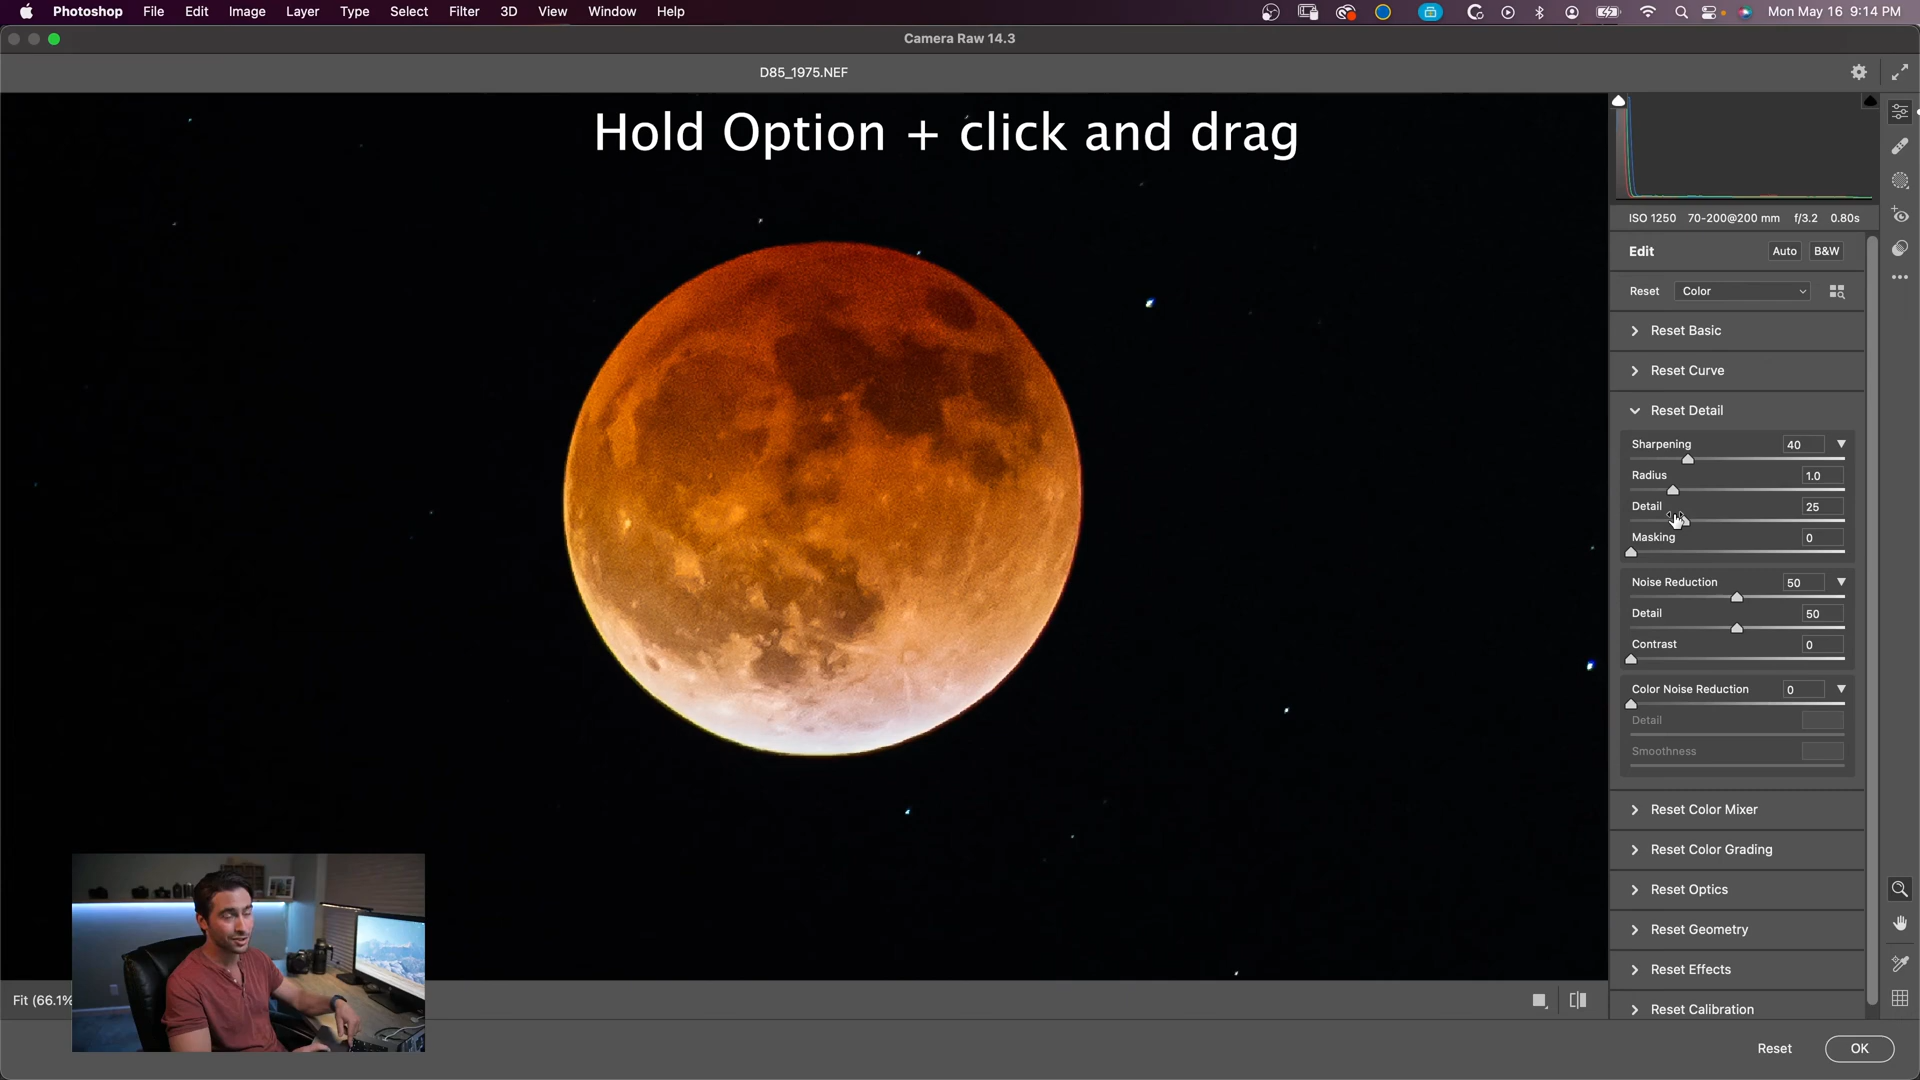 Photoshop File Edit Image Layer Type Select Filter 3D View Window Help Mon May 16 9:14 PM
Camera Raw 14.3
D85_1975.NEF
Hold Option + click and drag
ISO 1250 70-200@200 mm f/3.2 0.80s
Edit Auto B&W
Reset Color
Reset Basic
Reset Curve
Reset Detail
Sharpening 40
Radius 1.0
Detail 25
Masking 0
Noise Reduction 50
Detail 50
Contrast 0
Color Noise Reduction 0
Detail
Smoothness
Reset Color Mixer
Reset Color Grading
Reset Optics
Reset Geometry
Reset Effects
Fit (66.1%
Reset Calibration
Reset OK